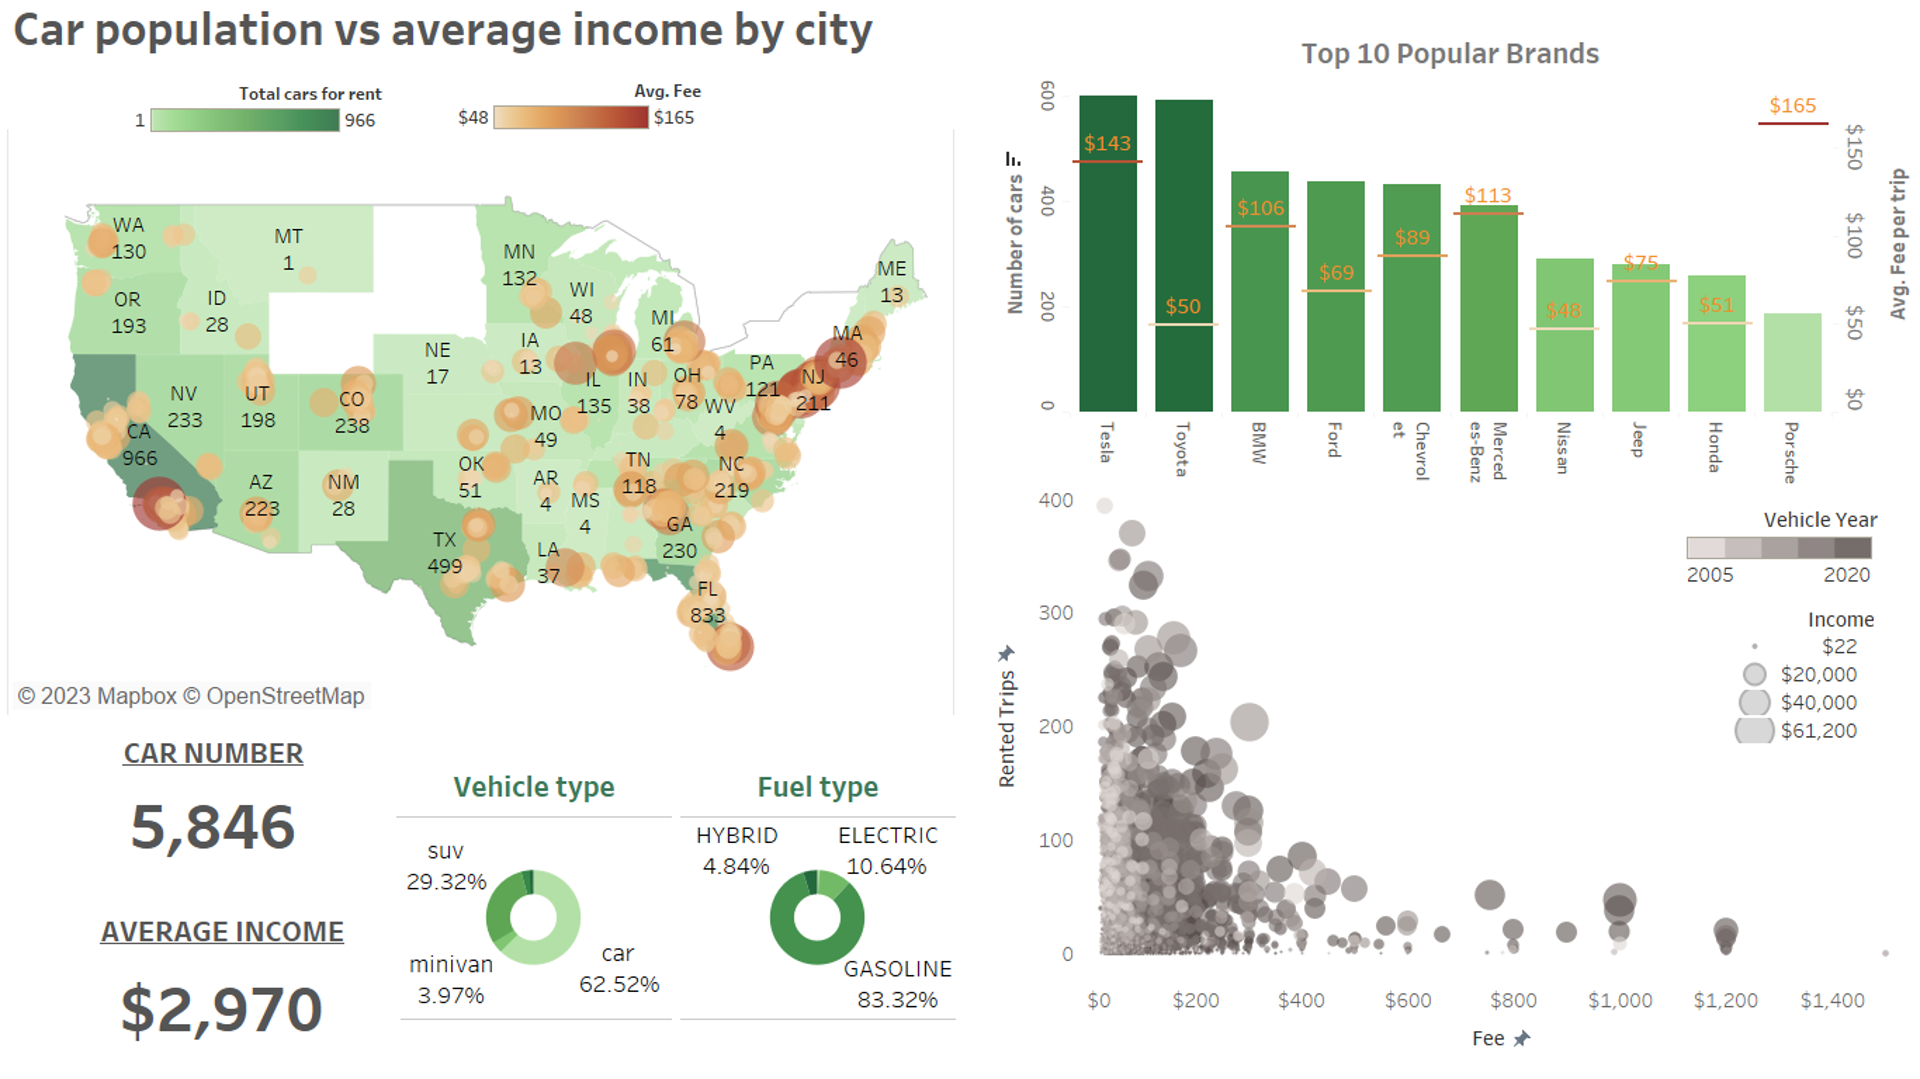 Car population vs average income by city
Total cars for rent
1
966
Avg. Fee
$48
$165
WA
130
MT
1
OR
193
ID
28
MN
132
WI
48
MI
61
ME
13
MA
46
NE
17
IA
13
IL
135
IN
38
OH
78
PA
121
NJ
211
WV
4
NV
233
UT
198
CO
238
MO
49
CA
966
AZ
223
NM
28
OK
51
AR
4
MS
4
TN
118
NC
219
GA
230
TX
499
LA
37
FL
833
© 2023 Mapbox © OpenStreetMap
CAR NUMBER
5,846
AVERAGE INCOME
$2,970
Vehicle type
suv
29.32%
minivan
3.97%
car
62.52%
Fuel type
HYBRID
4.84%
ELECTRIC
10.64%
GASOLINE
83.32%
Top 10 Popular Brands
Number of cars
600
400
200
0
$143
$50
$106
$69
$89
$113
$48
$75
$51
$165
$150
$100
$50
$0
Avg. Fee per trip
Tesla
Toyota
BMW
Ford
Chevrol
et
Merced
es-Benz
Nissan
Jeep
Honda
Porsche
Rented Trips
400
300
200
100
0
$0
$200
$400
$600
$800
$1,000
$1,200
$1,400
Fee
Vehicle Year
2005
2020
Income
$22
$20,000
$40,000
$61,200